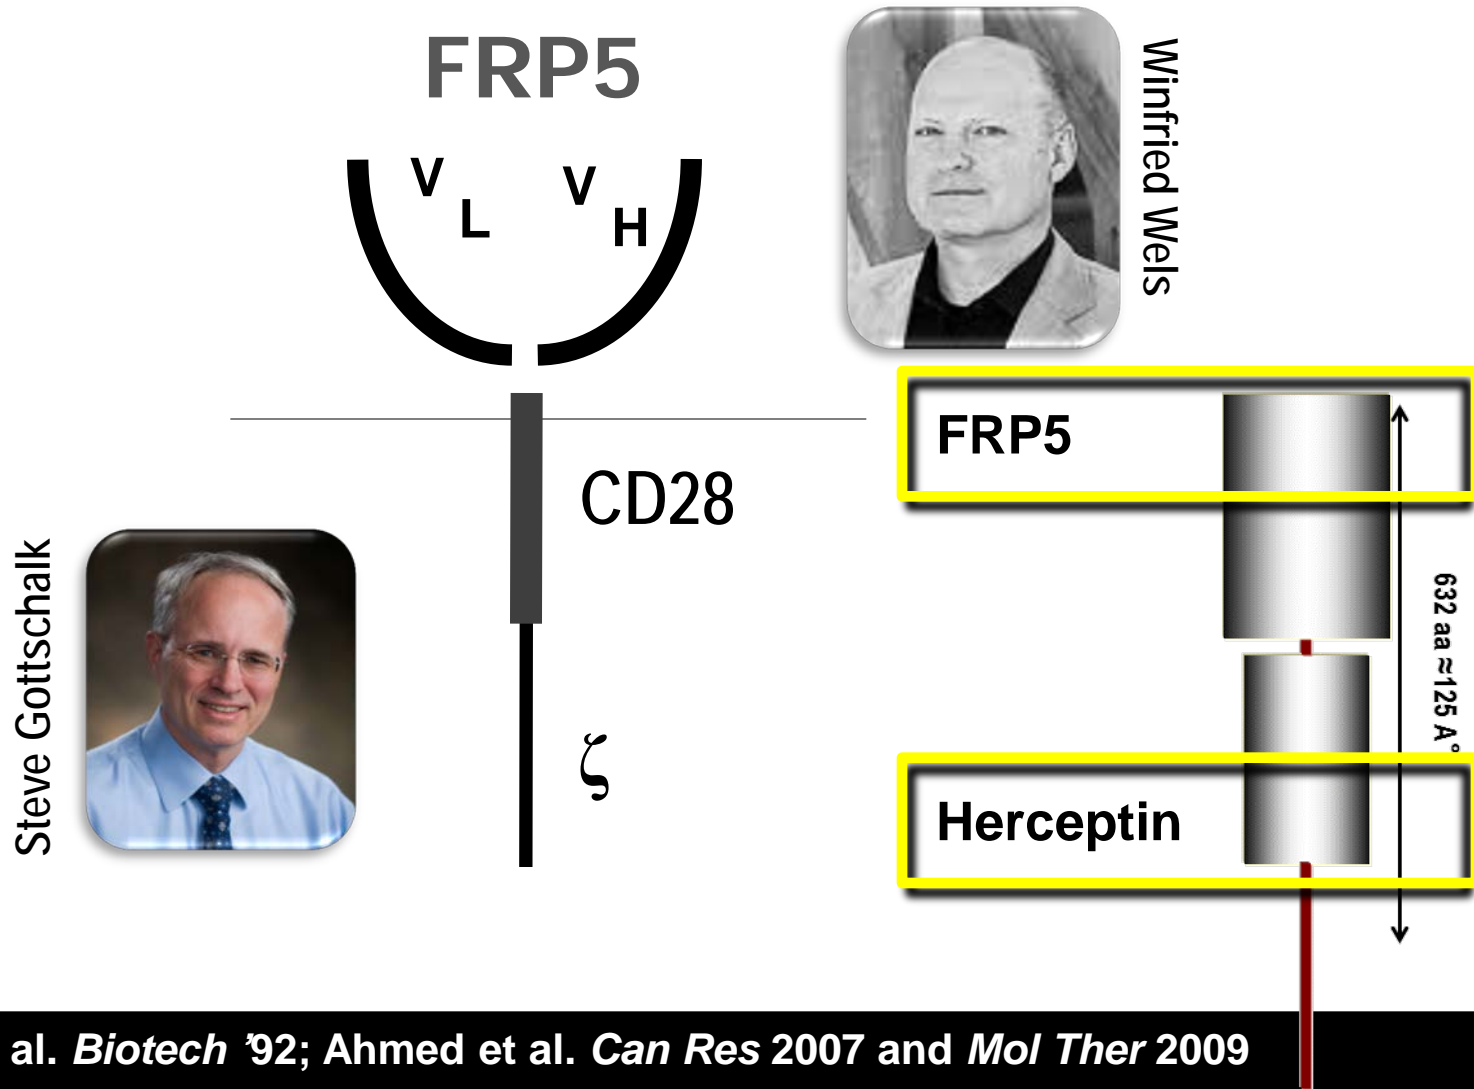 FRP5
V L V H
Winfried Wels
FRP5
CD28
632 aa ≈125 A°
Steve Gottschalk
ζ
Herceptin
al. Biotech ’92; Ahmed et al. Can Res 2007 and Mol Ther 2009